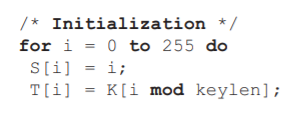 /* Initialization */
for i = 0 to 255 do
S[i] = i;
T[i] = K[i mod keylen];